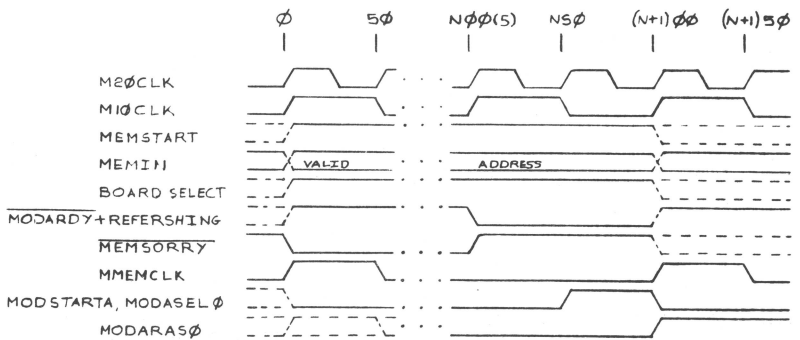 Ø 5Ø NØØ(5) N5Ø (N+1)ØØ (N+1)5Ø
M2ØCLK
M1ØCLK
MEMSTART
MEMIN VALID ADDRESS
BOARD SELECT
MODARDY+REFERSHING
MEMSORRY
MMEMCLK
MODSTARTA, MODASELØ
MODARASØ